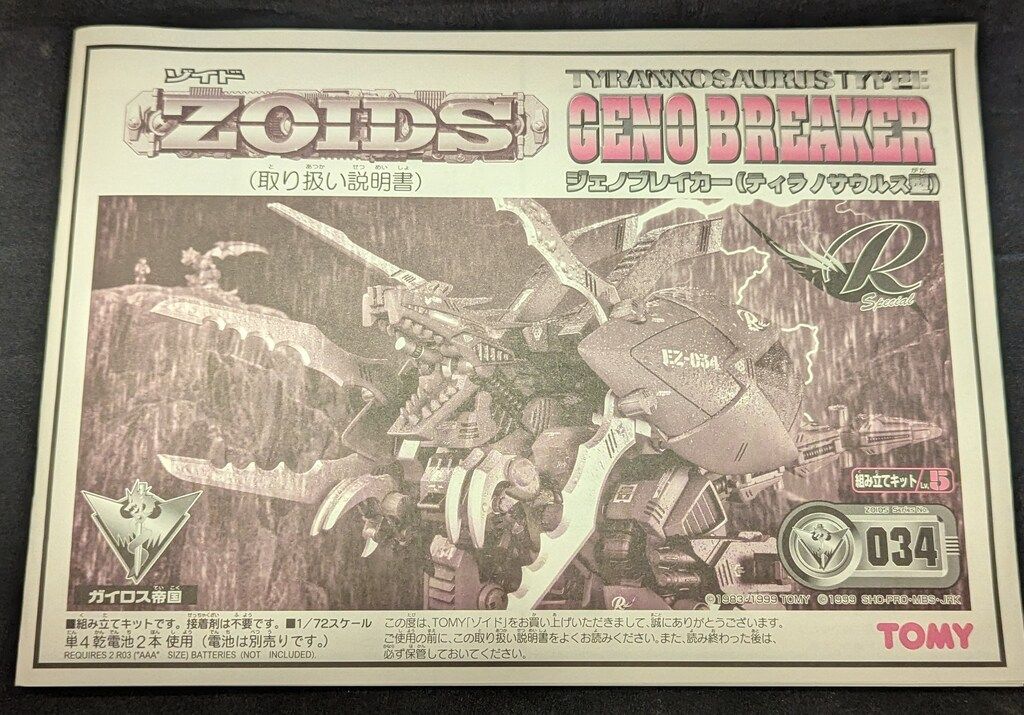 ゾイド
ZOIDS
(取り扱い説明書)
TYRANNOSAURUS TYPE
GENO BREAKER
ジェノブレイカー(ティラノサウルス型)
R
Special
EZ-034
組み立てキット Lv.5
ZOIDS Series No.
034
ガイロス帝国
©1983-1999 TOMY ©1999 SHO-PRO・MBS・JRK
■組み立てキットです。接着剤は不要です。■1/72スケール
単4乾電池2本 使用(電池は別売りです。)
REQUIRES 2 R03 ("AAA" SIZE) BATTERIES (NOT INCLUDED).
この度は、TOMY「ゾイド」をお買い上げいただきまして、誠にありがとうございます。
ご使用の前に、この取り扱い説明書をよくお読みください。また、読み終わった後は、
必ず保管しておいてください。
TOMY